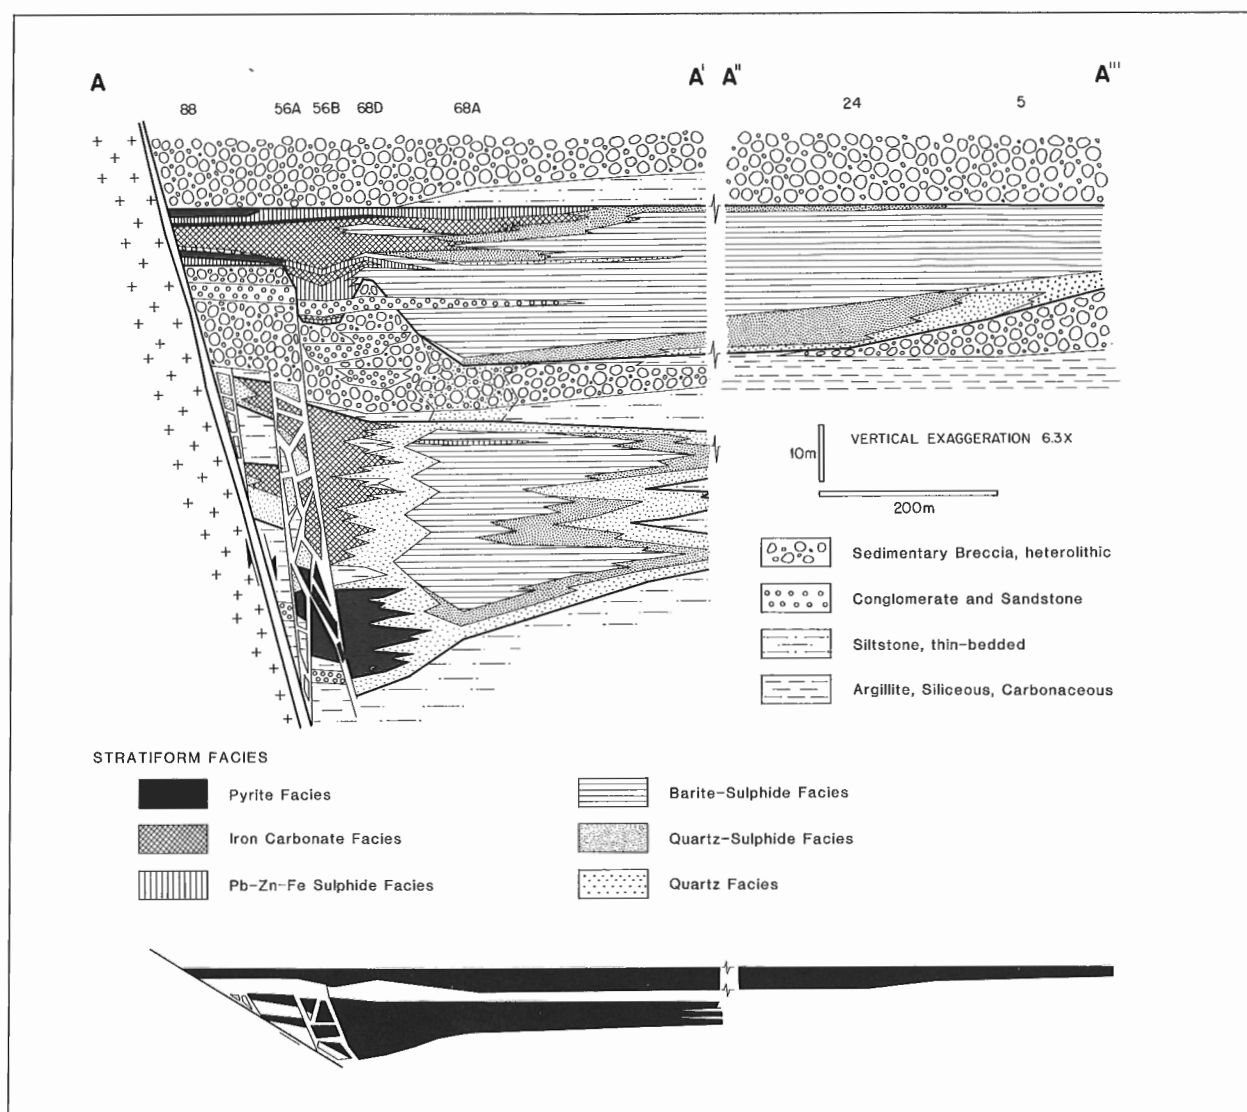 A A' A" A'''
88 56A 56B 68D 68A 24 5
VERTICAL EXAGGERATION 6.3X
10m
200m
Sedimentary Breccia, heterolithic
Conglomerate and Sandstone
Siltstone, thin-bedded
Argillite, Siliceous, Carbonaceous
STRATIFORM FACIES
Pyrite Facies
Iron Carbonate Facies
Pb-Zn-Fe Sulphide Facies
Barite-Sulphide Facies
Quartz-Sulphide Facies
Quartz Facies